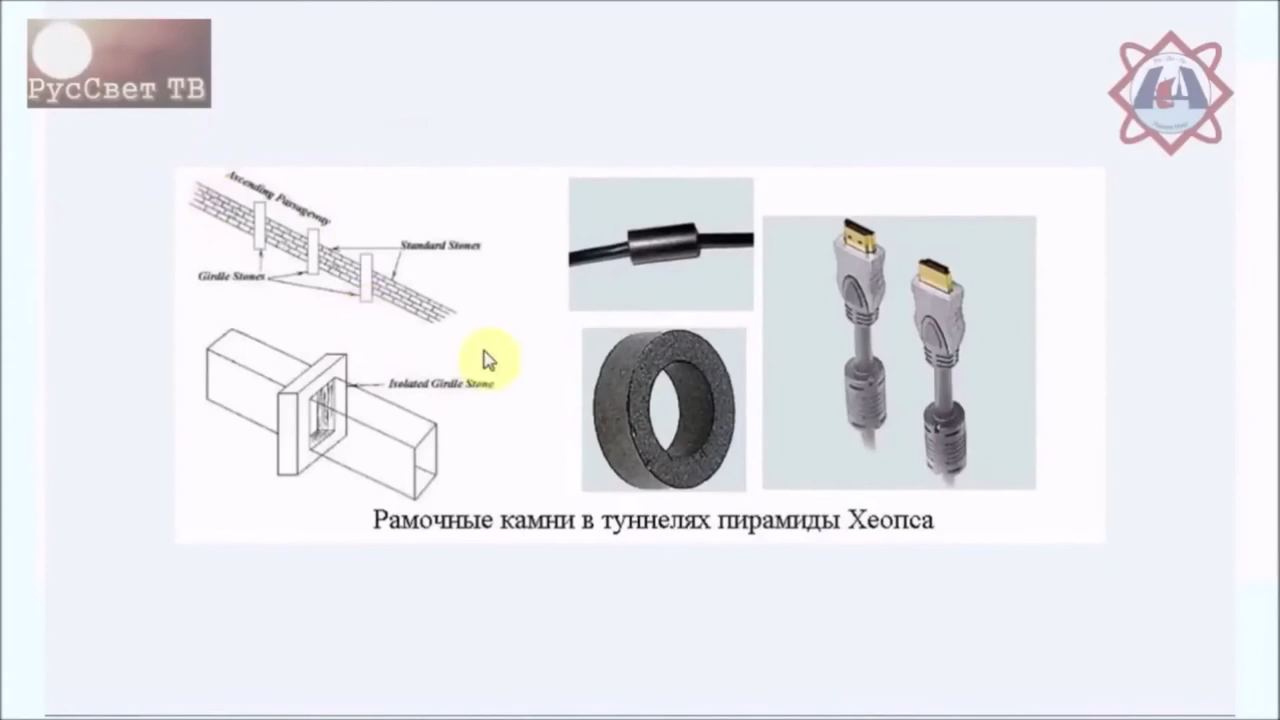 РусСвет ТВ
Ascending Passageway
Standard Stones
Girdle Stones
Isolated Girdle Stone
Рамочные камни в туннелях пирамиды Хеопса